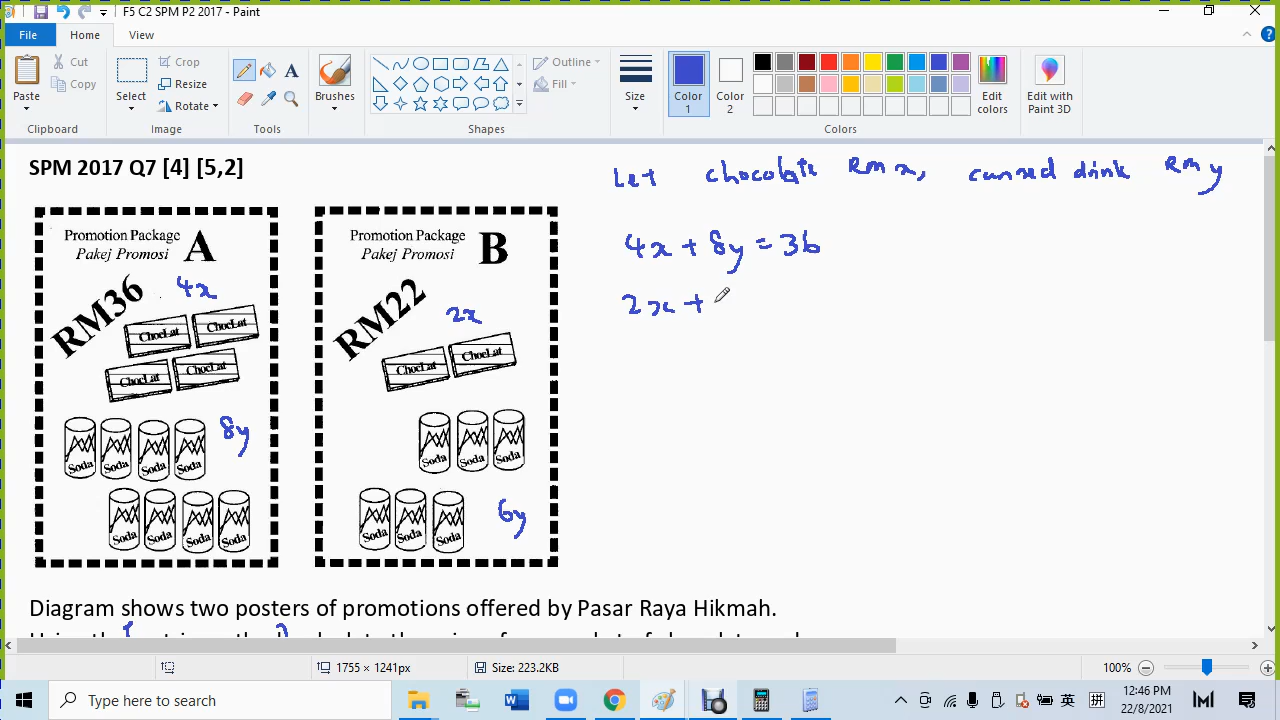 F5 C2 SPM P2 2017 - Paint
File Home View
Paste Cut Copy Clipboard
Select Crop Resize Rotate Image
Tools
Brushes
Outline Fill Shapes
Size
Color 1 Color 2 Edit colors Colors
Edit with Paint 3D
SPM 2017 Q7 [4] [5,2]
Let chocolate RM x, canned drink RM y
Promotion Package A
Pakej Promosi
RM36
4x
ChocLat ChocLat
ChocLat ChocLat
8y
Soda Soda Soda Soda
Soda Soda Soda Soda
Promotion Package B
Pakej Promosi
RM22
2x
ChocLat ChocLat
Soda Soda Soda
Soda Soda Soda
6y
4x + 8y = 36
2x +
Diagram shows two posters of promotions offered by Pasar Raya Hikmah.
1755 × 1241px Size: 223.2KB 100%
Type here to search
12:46 PM
22/8/2021
英 拼